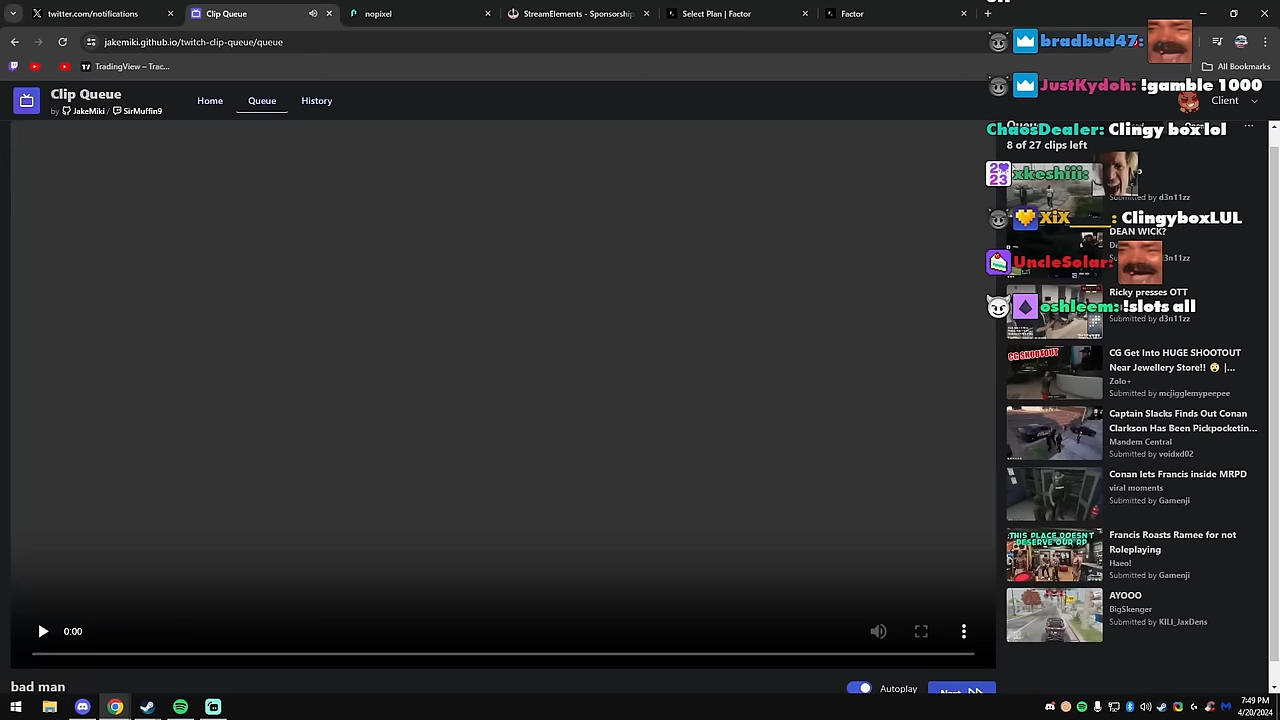 twitter.com/notifications
Clip Queue
nopixel
StreamElements - Sponsorship
Select Plan | Factor
Factor
jakemiki.github.io/twitch-clip-queue/queue
TradingView – Trac...
All Bookmarks
Clip Queue
by JakeMiki / SirMuffin9
Home
Queue
History
Client
bradbud47:
JustKydoh: !gamble 1000
ChaosDealer: Clingy box lol
8 of 27 clips left
xkeshiii:
Submitted by d3n11zz
XiX_____: ClingyboxLUL
DEAN WICK?
UncleSolar:
Ricky presses OTT
oshleem: !slots all
Submitted by d3n11zz
CG SHOOTOUT
CG Get Into HUGE SHOOTOUT
Near Jewellery Store!! 😨 |...
Zolo+
Submitted by mcjigglemypeepee
Captain Slacks Finds Out Conan
Clarkson Has Been Pickpocketin...
Mandem Central
Submitted by voidxd02
Conan lets Francis inside MRPD
viral moments
Submitted by Gamenji
THIS PLACE DOESN'T
DESERVE OUR RP
Francis Roasts Ramee for not
Roleplaying
Haeo!
Submitted by Gamenji
AYOOO
BigSkenger
Submitted by KILI_JaxDens
0:00
bad man
Autoplay
Next
7:49 PM
4/20/2024